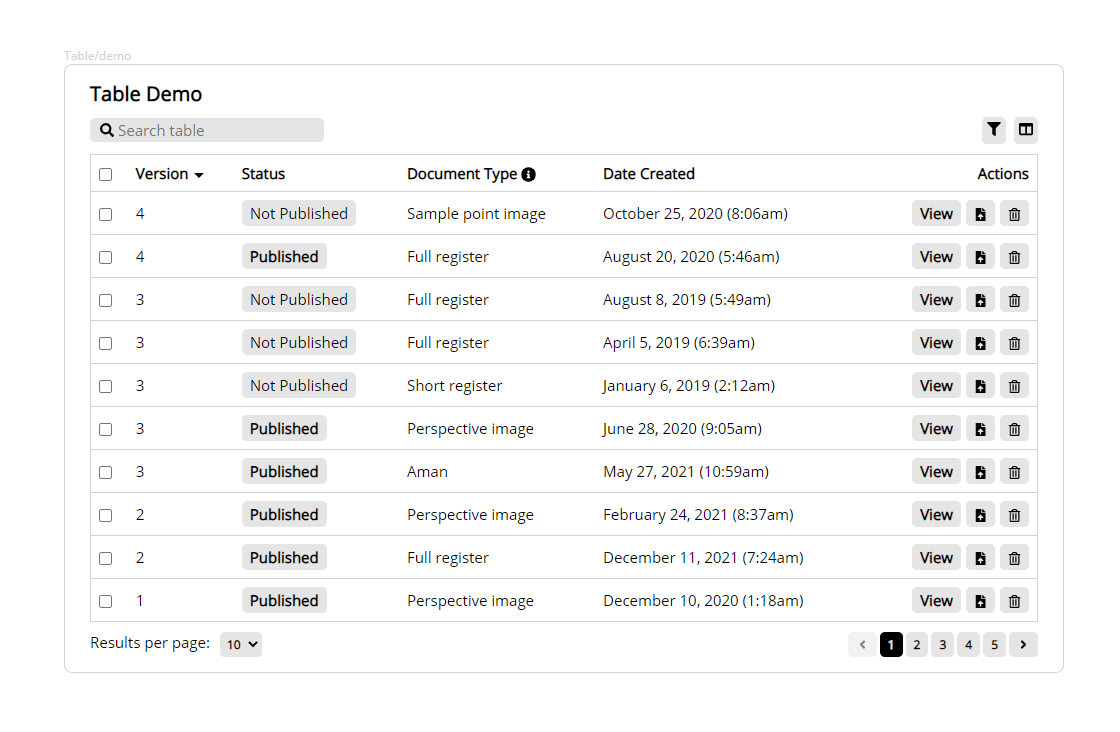 Table/demo
Table Demo
Search table
Version Status Document Type Date Created Actions
4 Not Published Sample point image October 25, 2020 (8:06am) View
4 Published Full register August 20, 2020 (5:46am) View
3 Not Published Full register August 8, 2019 (5:49am) View
3 Not Published Full register April 5, 2019 (6:39am) View
3 Not Published Short register January 6, 2019 (2:12am) View
3 Published Perspective image June 28, 2020 (9:05am) View
3 Published Aman May 27, 2021 (10:59am) View
2 Published Perspective image February 24, 2021 (8:37am) View
2 Published Full register December 11, 2021 (7:24am) View
1 Published Perspective image December 10, 2020 (1:18am) View
Results per page: 10 1 2 3 4 5